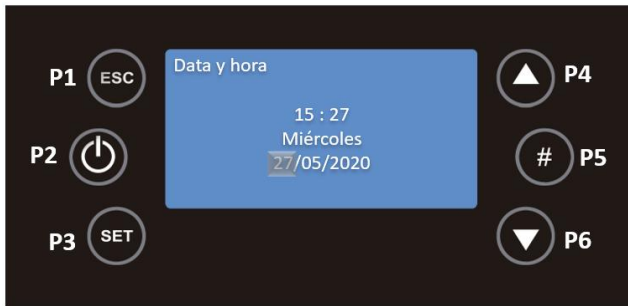 P1 ESC
P2
P3 SET
Data y hora
15 : 27
Miércoles
27/05/2020
P4
# P5
P6